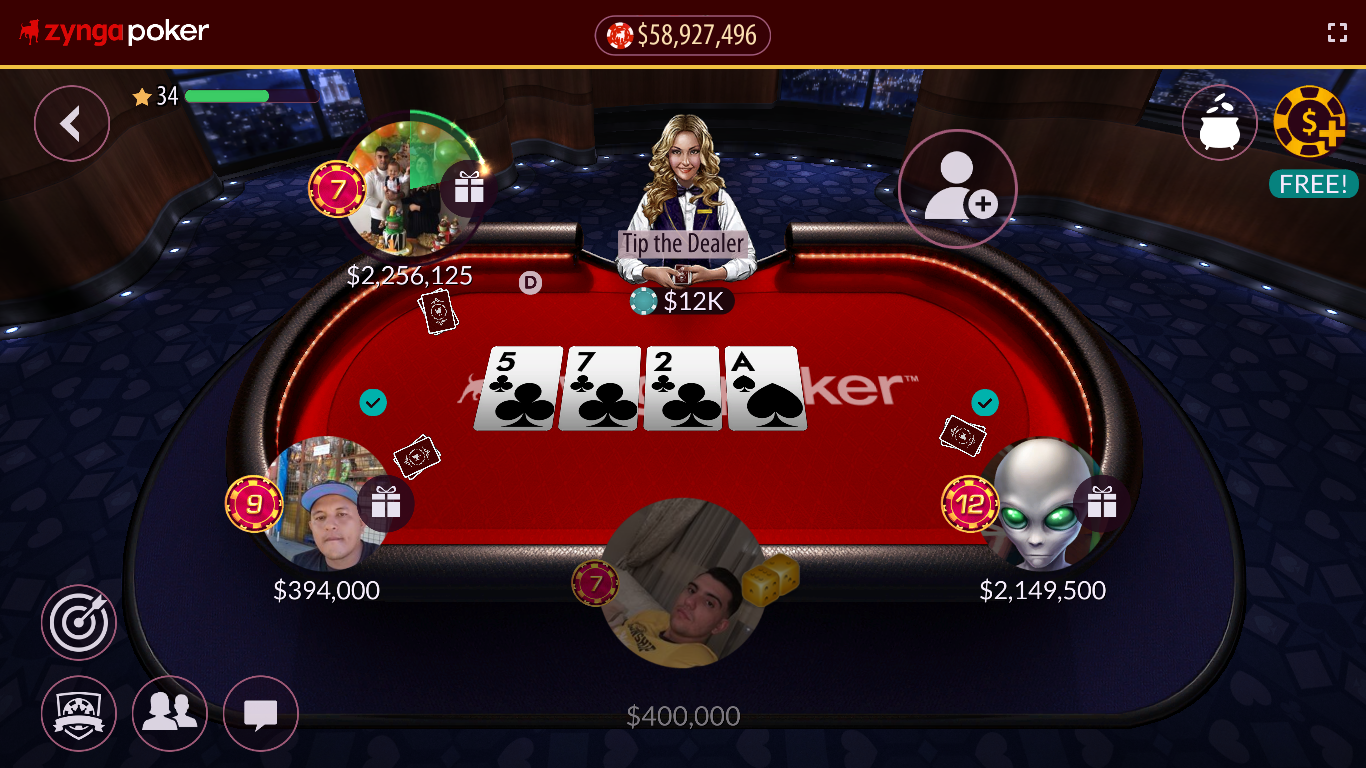 zyngapoker
$58,927,496
34
FREE!
7
$2,256,125
Tip the Dealer
D
$12K
5
7
2
A
ker™
9
$394,000
7
12
$2,149,500
$400,000